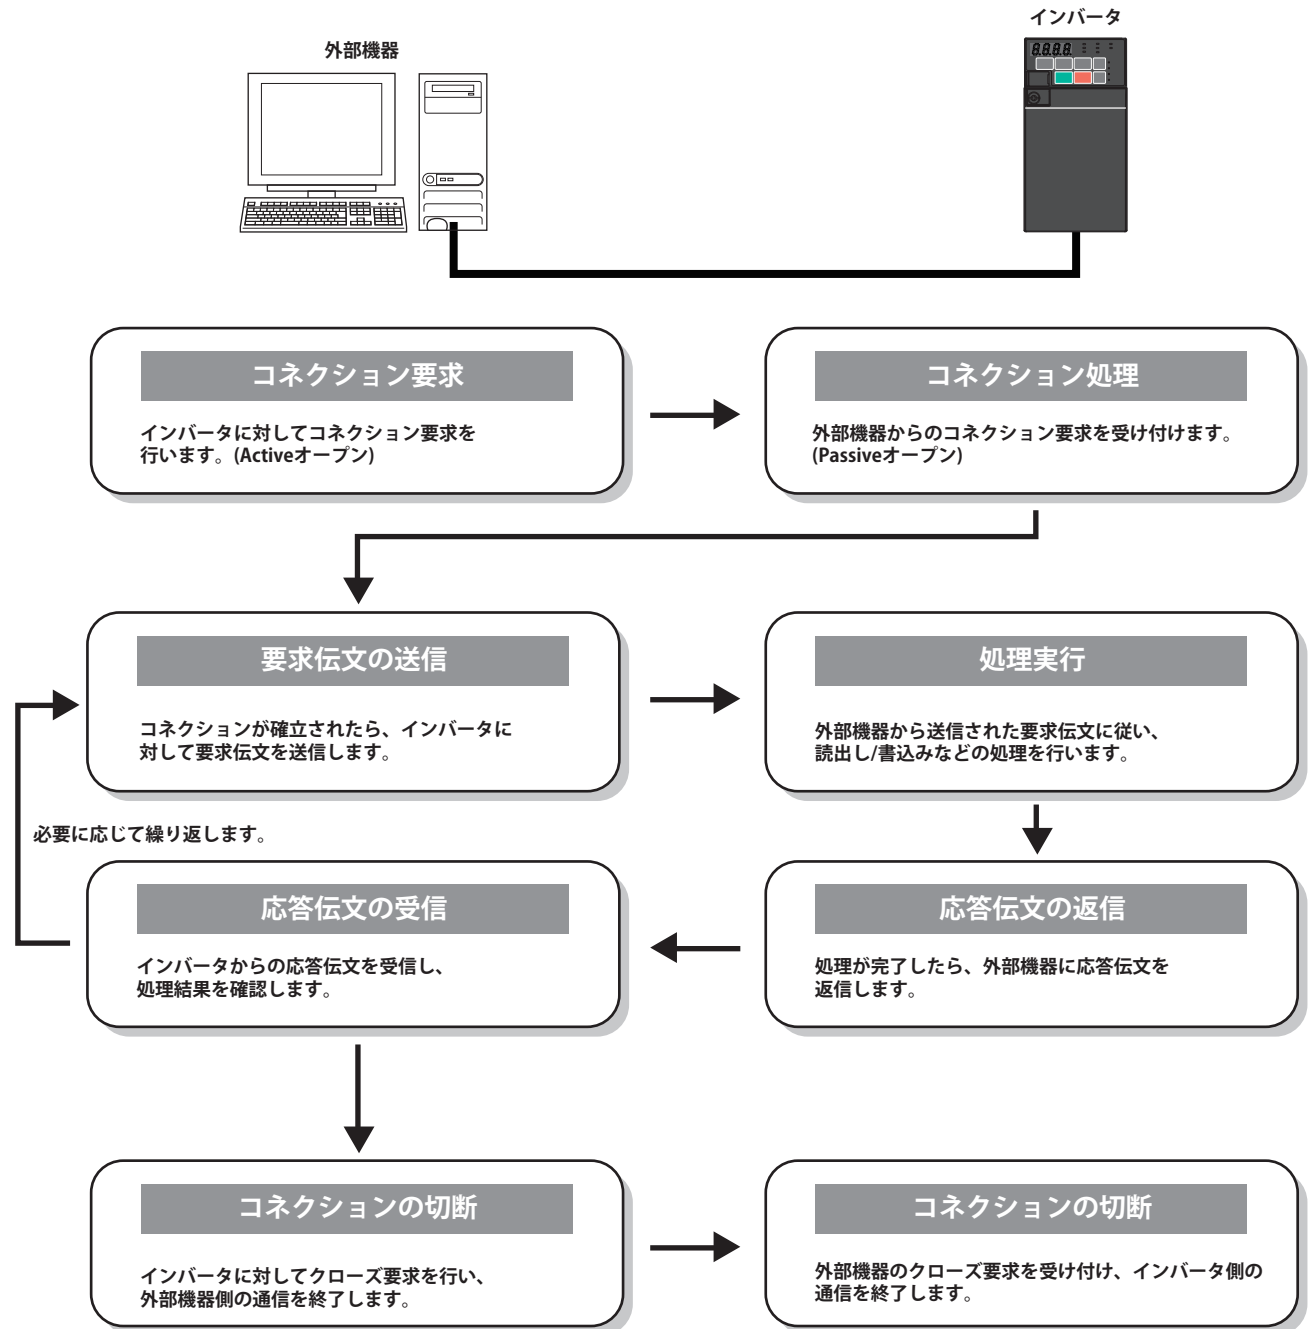 インバータ
外部機器
8.8.8.8.
コネクション要求
インバータに対してコネクション要求を
行います。(Activeオープン)
コネクション処理
外部機器からのコネクション要求を受け付けます。
(Passiveオープン)
要求伝文の送信
コネクションが確立されたら、インバータに
対して要求伝文を送信します。
処理実行
外部機器から送信された要求伝文に従い、
読出し/書込みなどの処理を行います。
必要に応じて繰り返します。
応答伝文の受信
インバータからの応答伝文を受信し、
処理結果を確認します。
応答伝文の返信
処理が完了したら、外部機器に応答伝文を
返信します。
コネクションの切断
インバータに対してクローズ要求を行い、
外部機器側の通信を終了します。
コネクションの切断
外部機器のクローズ要求を受け付け、インバータ側の
通信を終了します。